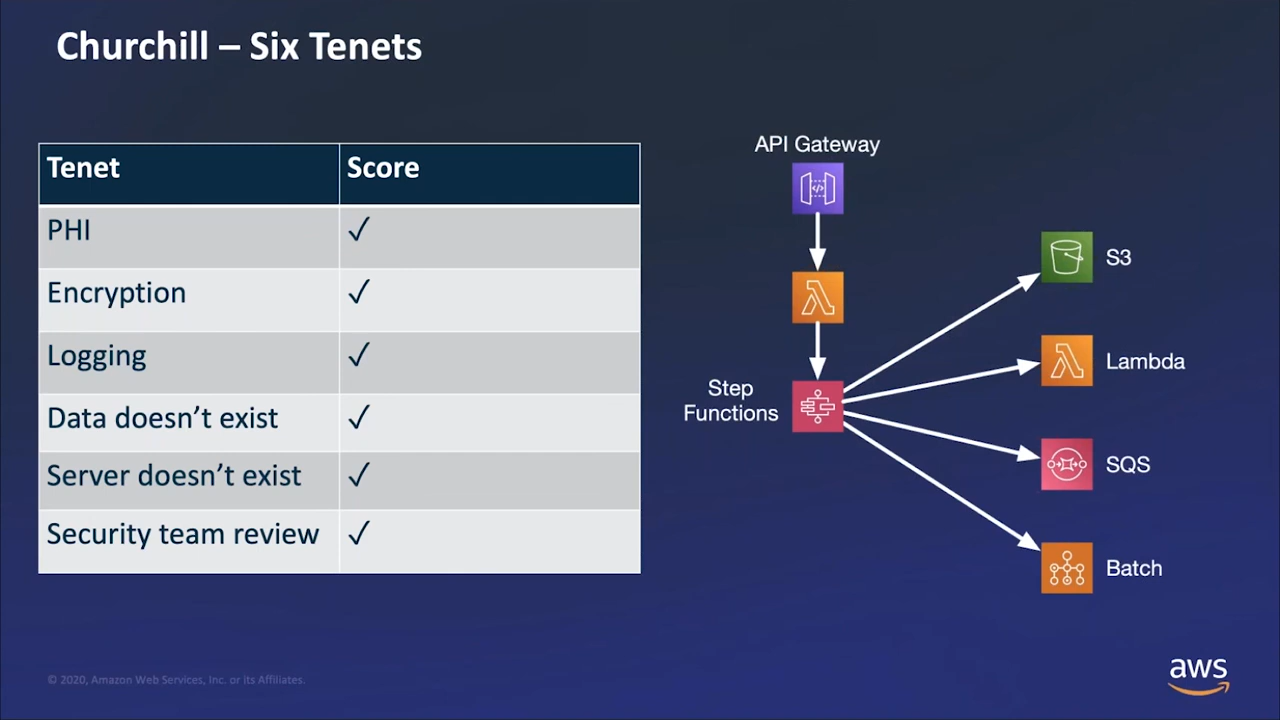 Churchill – Six Tenets
Tenet Score
PHI ✓
Encryption ✓
Logging ✓
Data doesn’t exist ✓
Server doesn’t exist ✓
Security team review ✓
API Gateway
Step
Functions
S3
Lambda
SQS
Batch
© 2020, Amazon Web Services, Inc. or its Affiliates.
aws